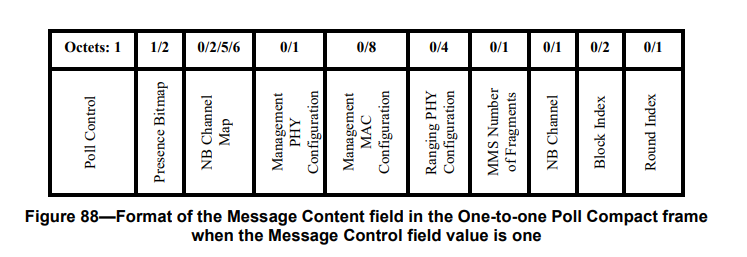 Octets: 1 1/2 0/2/5/6 0/1 0/8 0/4 0/1 0/1 0/2 0/1
Poll Control
Presence Bitmap
NB Channel
Map
Management
PHY
Configuration
Management
MAC
Configuration
Ranging PHY
Configuration
MMS Number
of Fragments
NB Channel
Block Index
Round Index
Figure 88—Format of the Message Content field in the One-to-one Poll Compact frame
when the Message Control field value is one